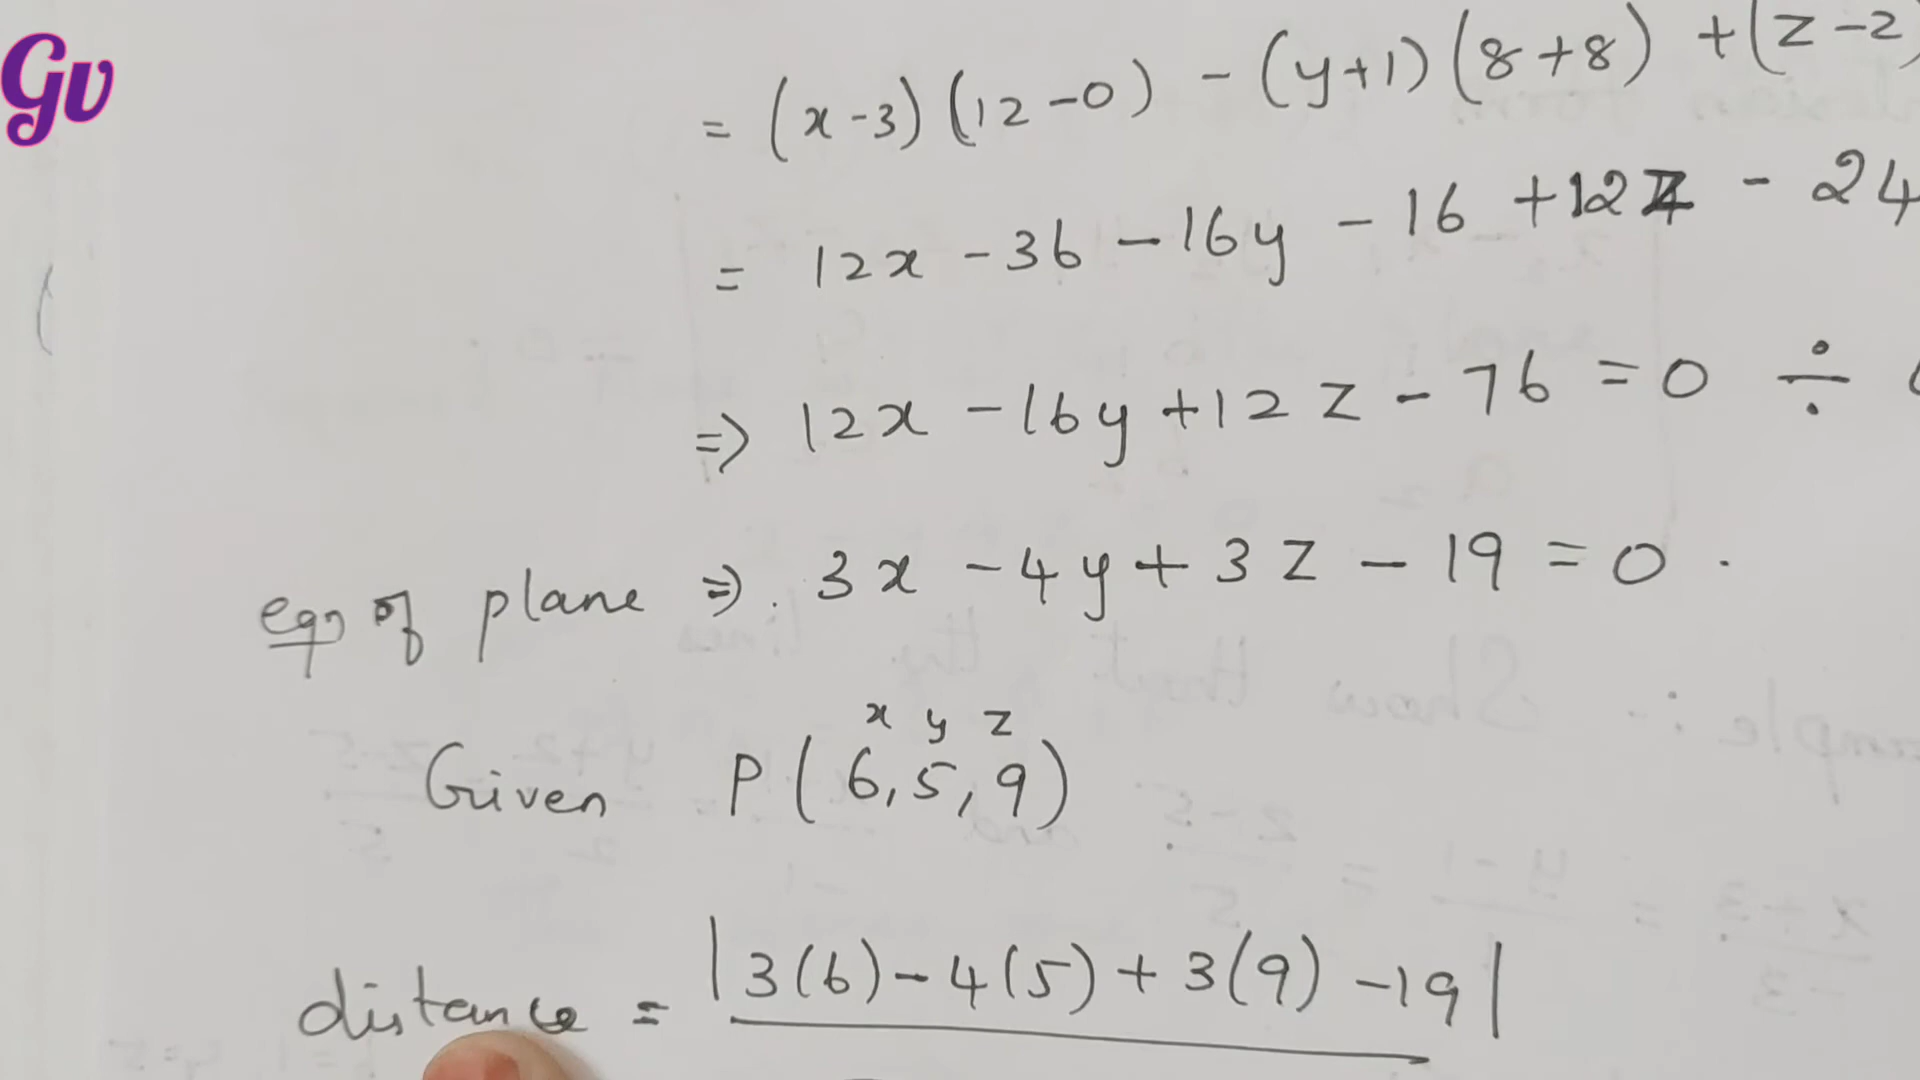 Gv
= (x-3)(12-0) - (y+1)(8+8) + (z-2)
= 12x - 36 - 16y - 16 + 12z - 24
=> 12x - 16y + 12z - 76 = 0 ÷
eqn of plane => 3x - 4y + 3z - 19 = 0.
x y z
Given P(6,5,9)
distance = |3(6)-4(5)+3(9)-19|